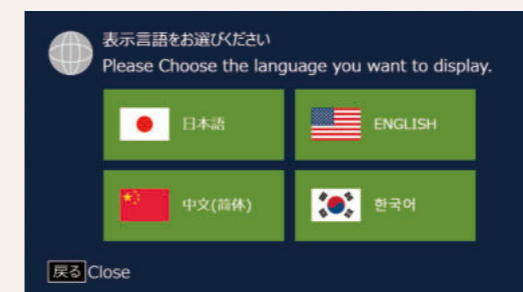 表示言語をお選びください
Please Choose the language you want to display.
日本語
ENGLISH
中文(简体)
한국어
戻る Close